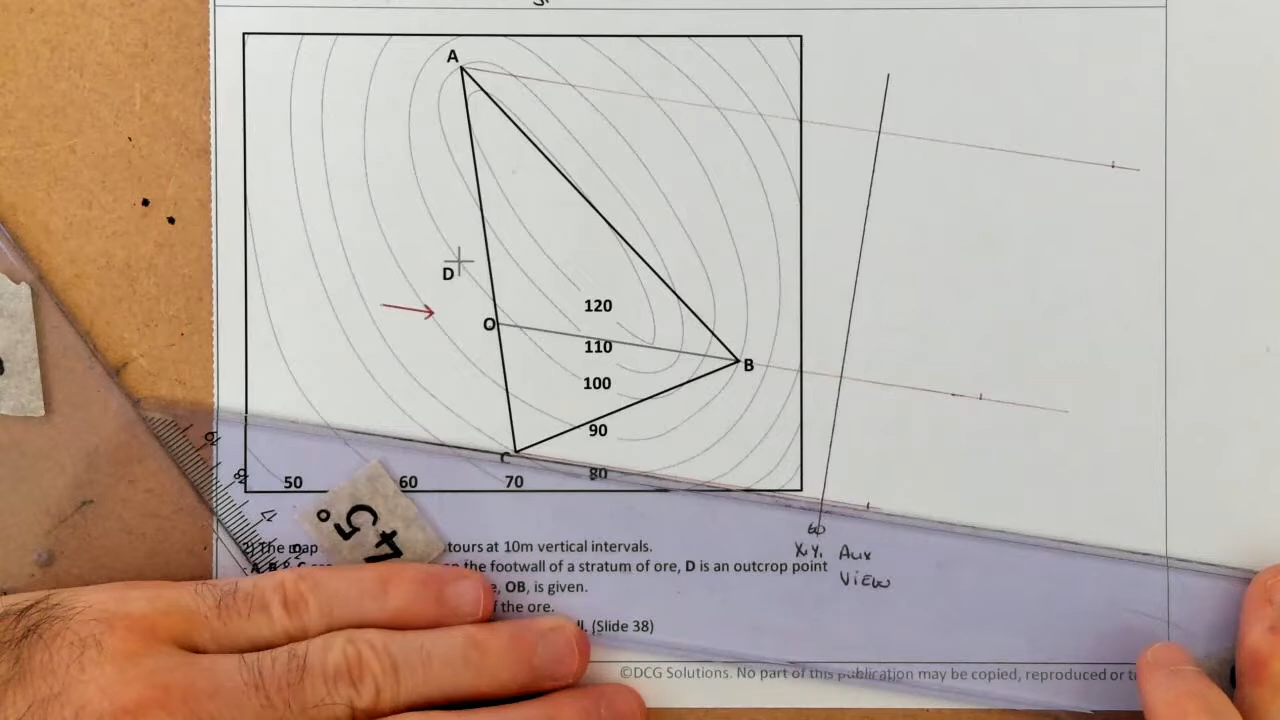 A
120
D
O
110
B
100
90
C
80
50 60 70
45°
60
X₁Y₁ Aux
View
2) The map tours at 10m vertical intervals.
the footwall of a stratum of ore, D is an outcrop point
e, OB, is given.
f the ore.
(Slide 38)
©DCG Solutions. No part of this publication may be copied, reproduced or